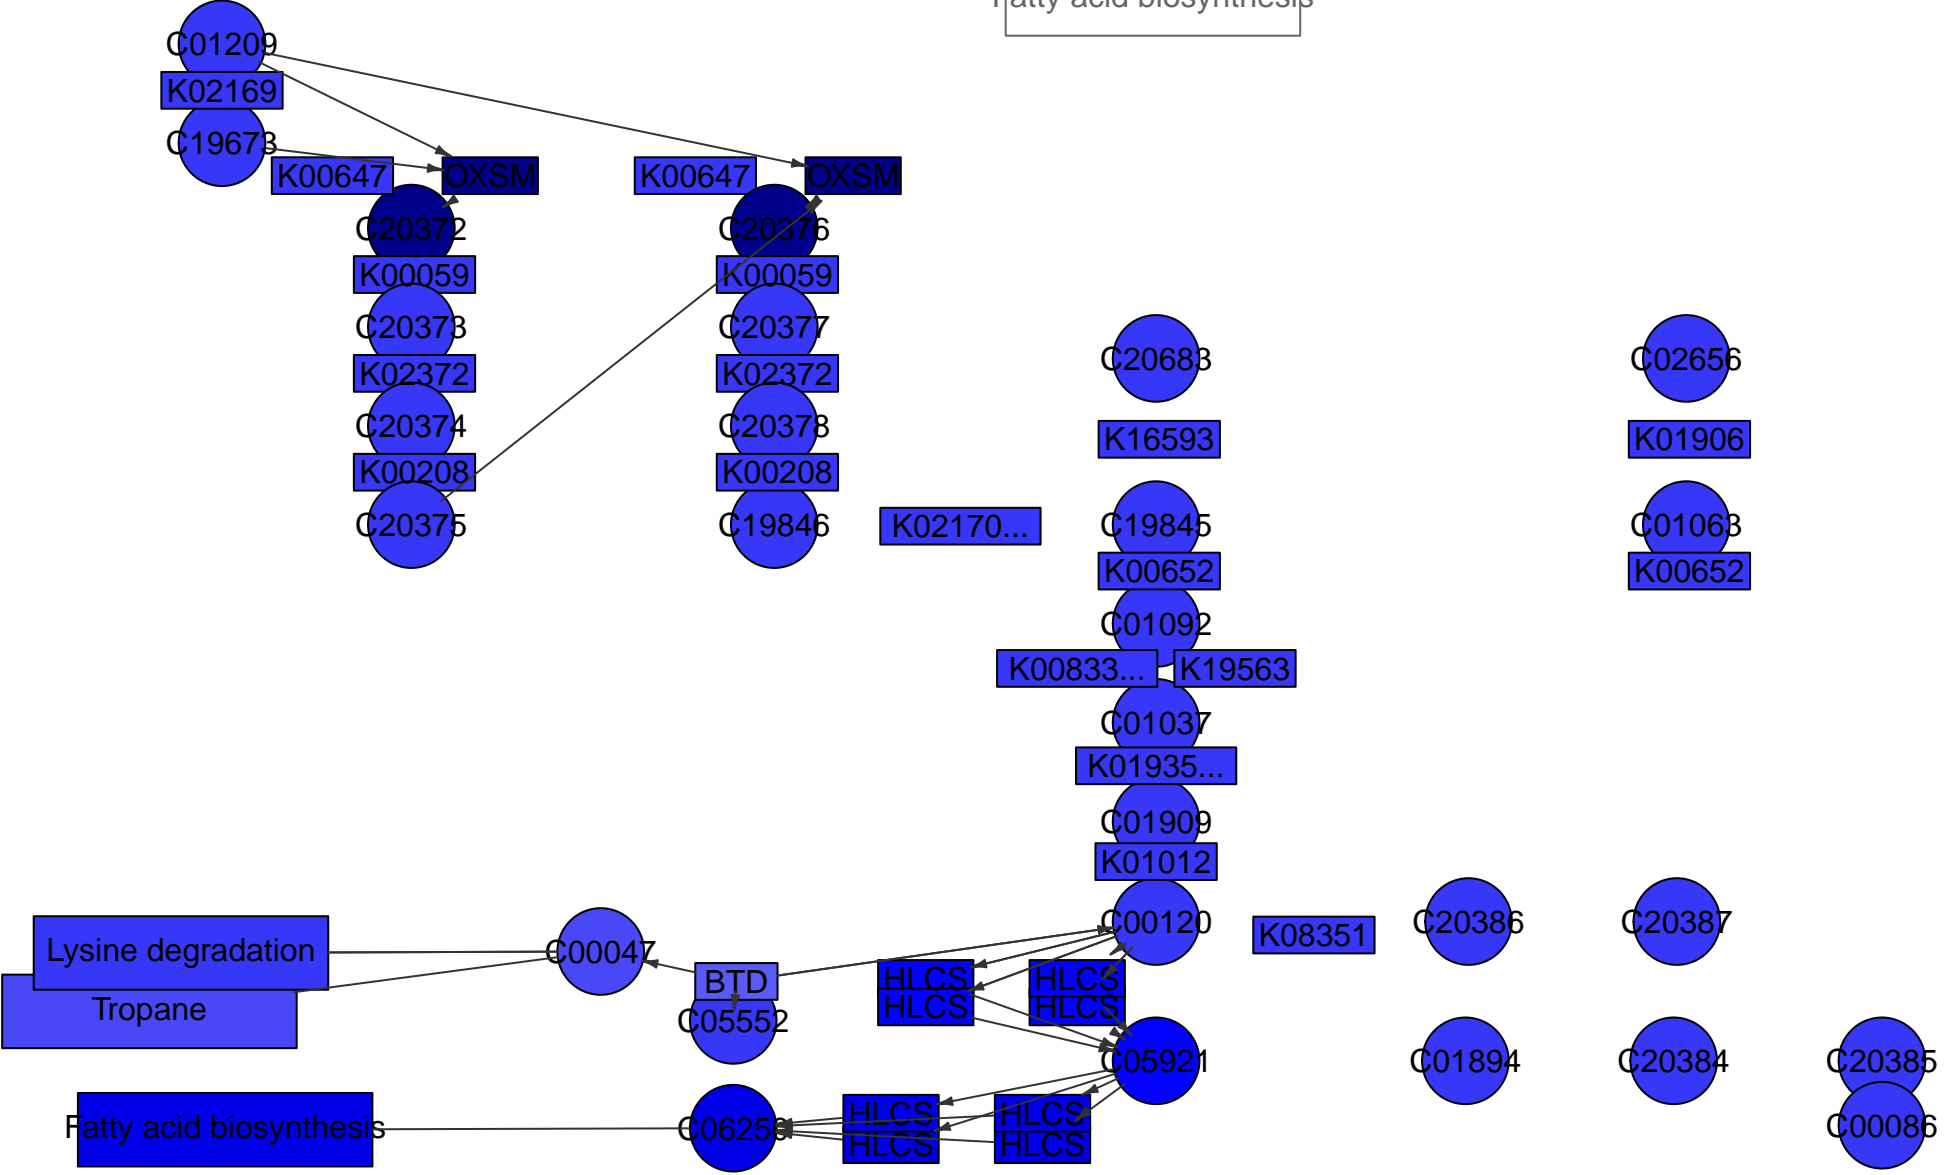 Fatty acid biosynthesis
C01209
K02169
C19673
K00647
OXSM
K00647
OXSM
C20372
C20376
K00059
K00059
C20373
C20377
K02372
K02372
C20683
C02656
C20374
C20378
K16593
K01906
K00208
K00208
C20375
C19846
K02170...
C19845
C01063
K00652
K00652
C01092
K00833...
K19563
C01037
K01935...
C01909
K01012
C00120
K08351
C20386
C20387
Lysine degradation
C00047
BTD
HLCS
HLCS
Tropane
HLCS
HLCS
C05552
C05921
C01894
C20384
C20385
Fatty acid biosynthesis
C06250
HLCS
HLCS
C00086
HLCS
HLCS